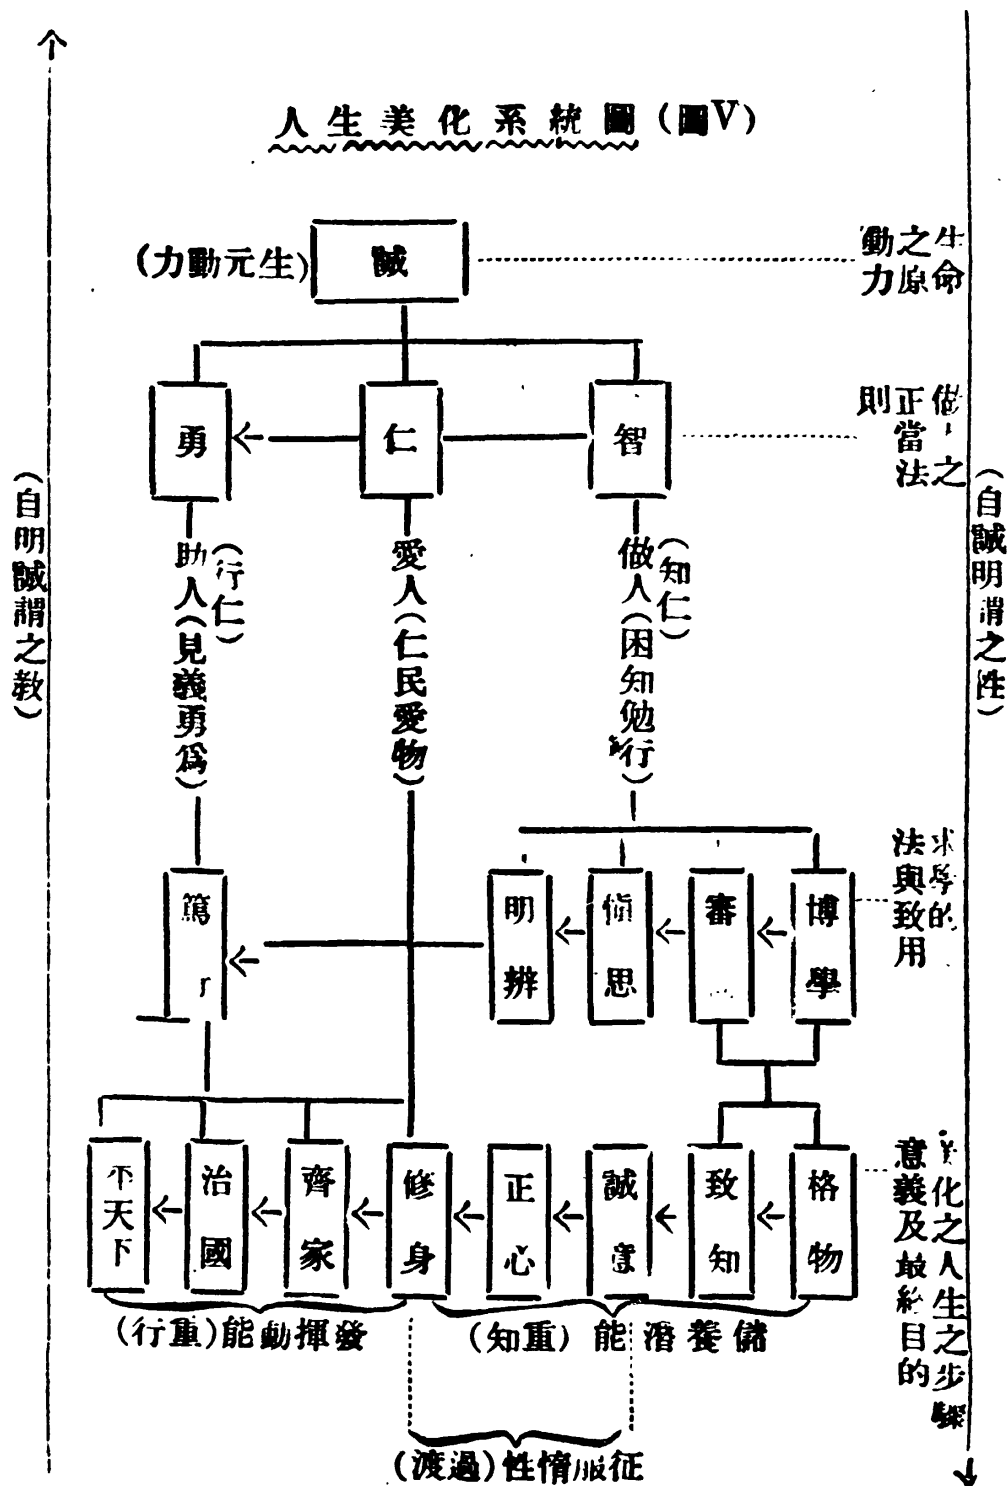 人生美化系統圖(圖V)
生命
之原
動力
誠
(生元動力)
做人之
正當法
則
智
仁
勇
(自誠明謂之性)
(自明誠謂之教)
(知仁)
做人(困知勉行)
愛人(仁民愛物)
(行仁)
助人(見義勇爲)
求學的
法與致用
博學
審
愼思
明辨
篤
美化之人生之步驟
意義及最終目的
格物
致知
誠意
正心
修身
齊家
治國
平天下
儲養潛能(重知)
發揮動能(重行)
征服惰性(過渡)